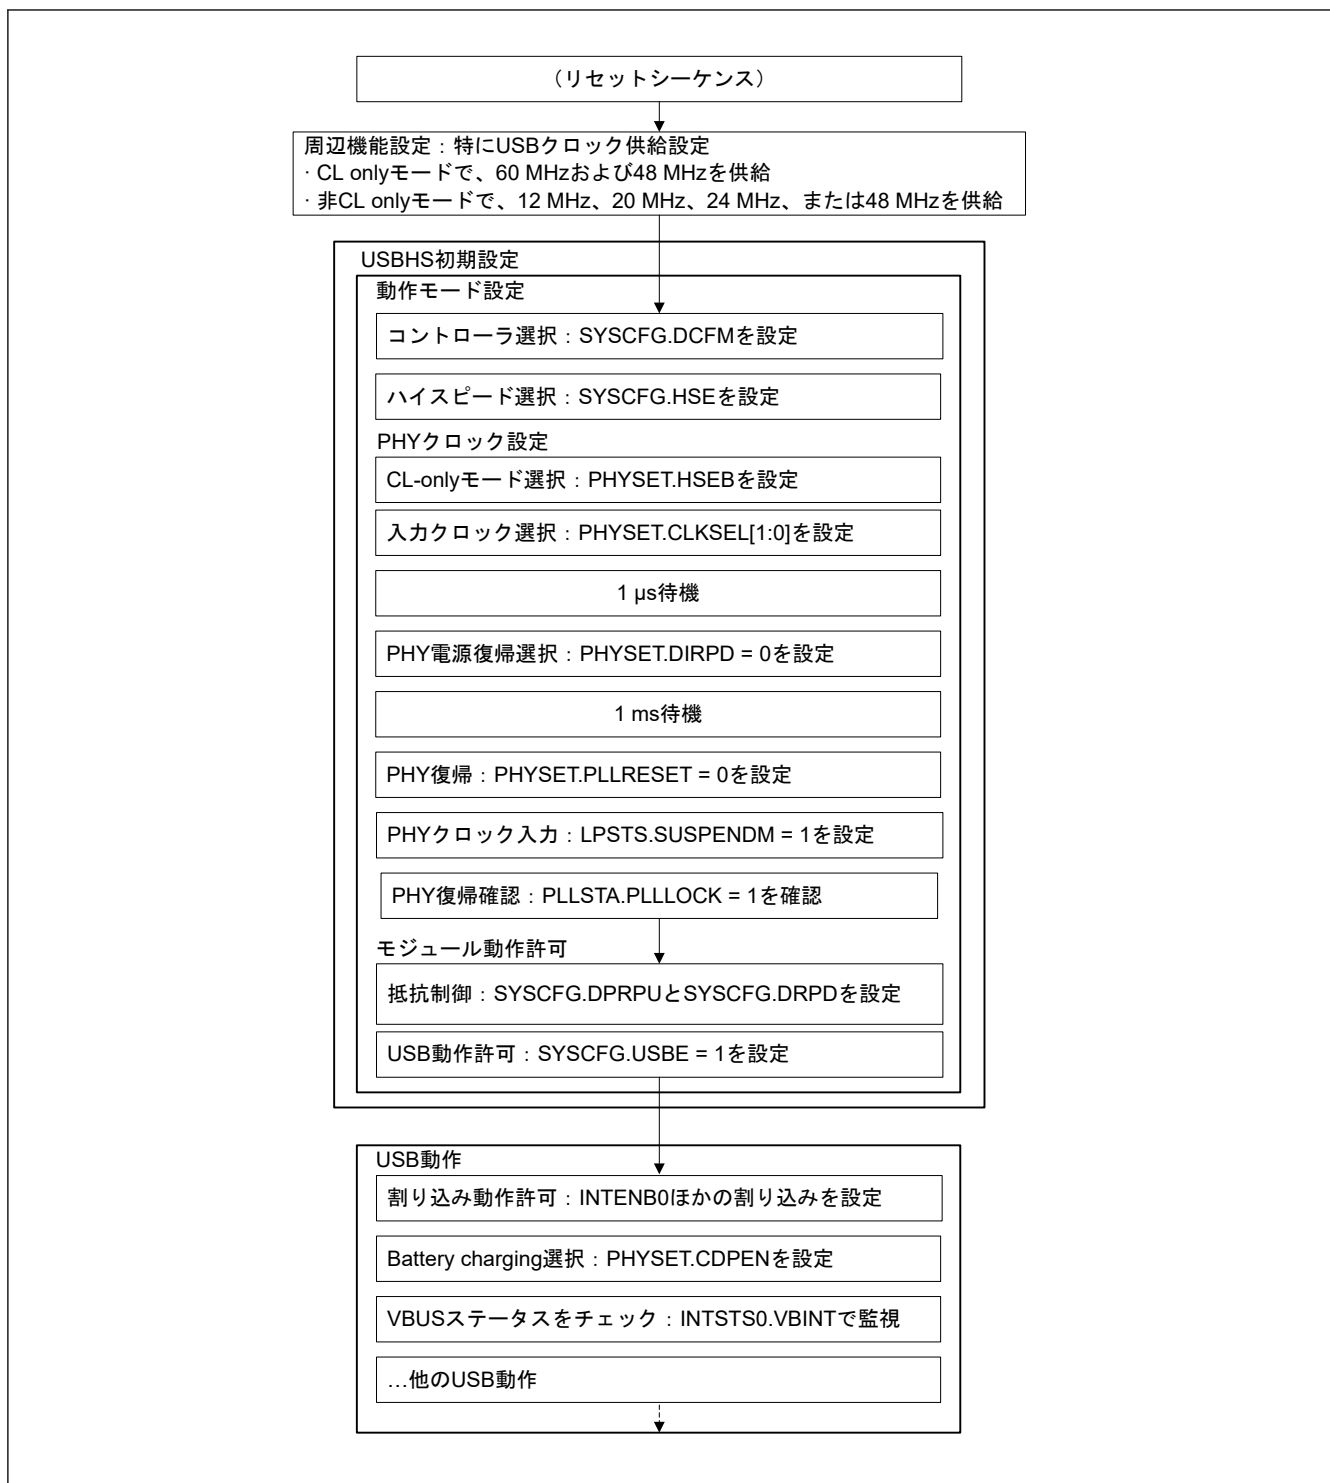 （リセットシーケンス）
周辺機能設定：特にUSBクロック供給設定
· CL onlyモードで、60 MHzおよび48 MHzを供給
· 非CL onlyモードで、12 MHz、20 MHz、24 MHz、または48 MHzを供給
USBHS初期設定
動作モード設定
コントローラ選択：SYSCFG.DCFMを設定
ハイスピード選択：SYSCFG.HSEを設定
PHYクロック設定
CL-onlyモード選択：PHYSET.HSEBを設定
入力クロック選択：PHYSET.CLKSEL[1:0]を設定
1 µs待機
PHY電源復帰選択：PHYSET.DIRPD = 0を設定
1 ms待機
PHY復帰：PHYSET.PLLRESET = 0を設定
PHYクロック入力：LPSTS.SUSPENDM = 1を設定
PHY復帰確認：PLLSTA.PLLLOCK = 1を確認
モジュール動作許可
抵抗制御：SYSCFG.DPRPUとSYSCFG.DRPDを設定
USB動作許可：SYSCFG.USBE = 1を設定
USB動作
割り込み動作許可：INTENB0ほかの割り込みを設定
Battery charging選択：PHYSET.CDPENを設定
VBUSステータスをチェック：INTSTS0.VBINTで監視
…他のUSB動作